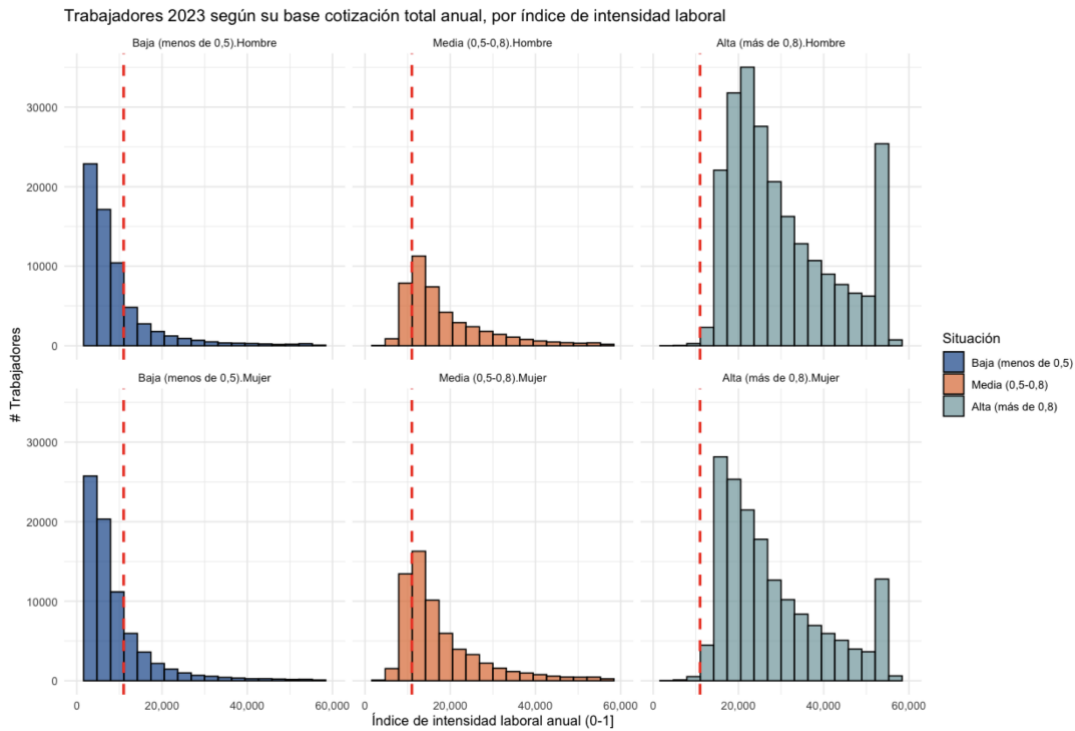 Trabajadores 2023 según su base cotización total anual, por índice de intensidad laboral
Baja (menos de 0,5).Hombre
Media (0,5-0,8).Hombre
Alta (más de 0,8).Hombre
30000
20000
10000
0
Baja (menos de 0,5).Mujer
Media (0,5-0,8).Mujer
Alta (más de 0,8).Mujer
30000
20000
10000
0
# Trabajadores
0 20,000 40,000 60,000
0 20,000 40,000 60,000
0 20,000 40,000 60,000
Índice de intensidad laboral anual (0-1]
Situación
Baja (menos de 0,5)
Media (0,5-0,8)
Alta (más de 0,8)